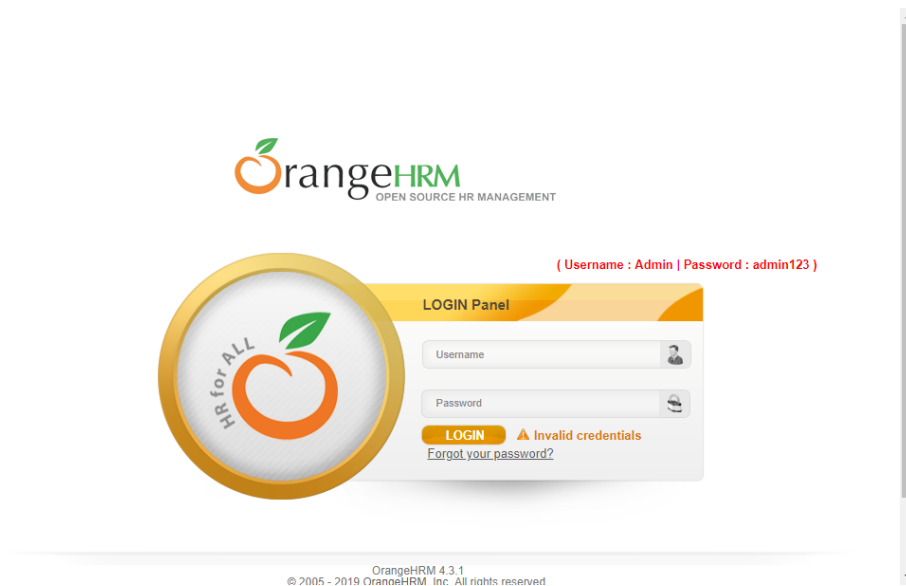 OrangeHRM
OPEN SOURCE HR MANAGEMENT
( Username : Admin | Password : admin123 )
LOGIN Panel
HR for ALL
Username
Password
LOGIN Invalid credentials
Forgot your password?
OrangeHRM 4.3.1
© 2005 - 2019 OrangeHRM, Inc. All rights reserved